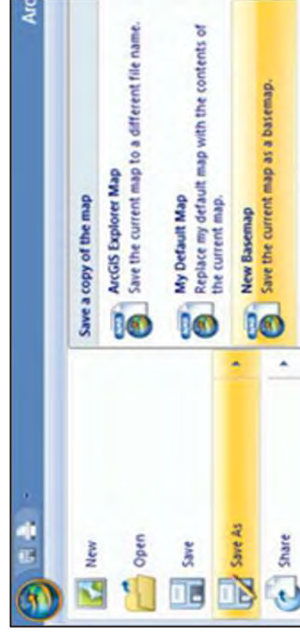 Arc
New
Open
Save
Save As
Share
Save a copy of the map
ArcGIS Explorer Map
Save the current map to a different file name.
My Default Map
Replace my default map with the contents of
the current map.
New Basemap
Save the current map as a basemap.